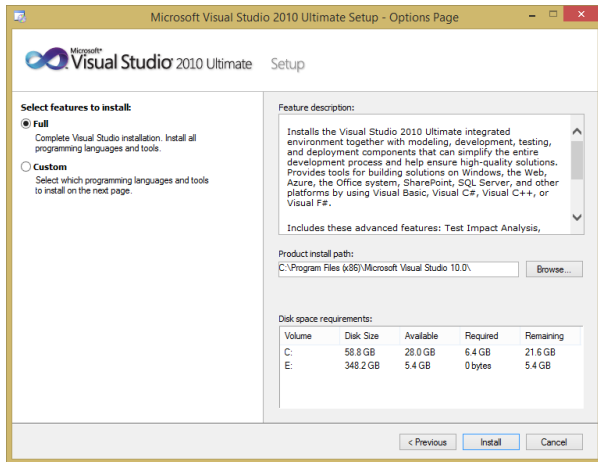 Microsoft Visual Studio 2010 Ultimate Setup - Options Page
Microsoft®
Visual Studio® 2010 Ultimate Setup
Select features to install:
Full
Complete Visual Studio installation. Install all
programming languages and tools.
Custom
Select which programming languages and tools
to install on the next page.
Feature description:
Installs the Visual Studio 2010 Ultimate integrated
environment together with modeling, development, testing,
and deployment components that can simplify the entire
development process and help ensure high-quality solutions.
Provides tools for building solutions on Windows, the Web,
Azure, the Office system, SharePoint, SQL Server, and other
platforms by using Visual Basic, Visual C#, Visual C++, or
Visual F#.
Includes these advanced features: Test Impact Analysis,
Product install path:
C:\Program Files (x86)\Microsoft Visual Studio 10.0\ Browse...
Disk space requirements:
Volume Disk Size Available Required Remaining
C: 58.8 GB 28.0 GB 6.4 GB 21.6 GB
E: 348.2 GB 5.4 GB 0 bytes 5.4 GB
< Previous Install Cancel